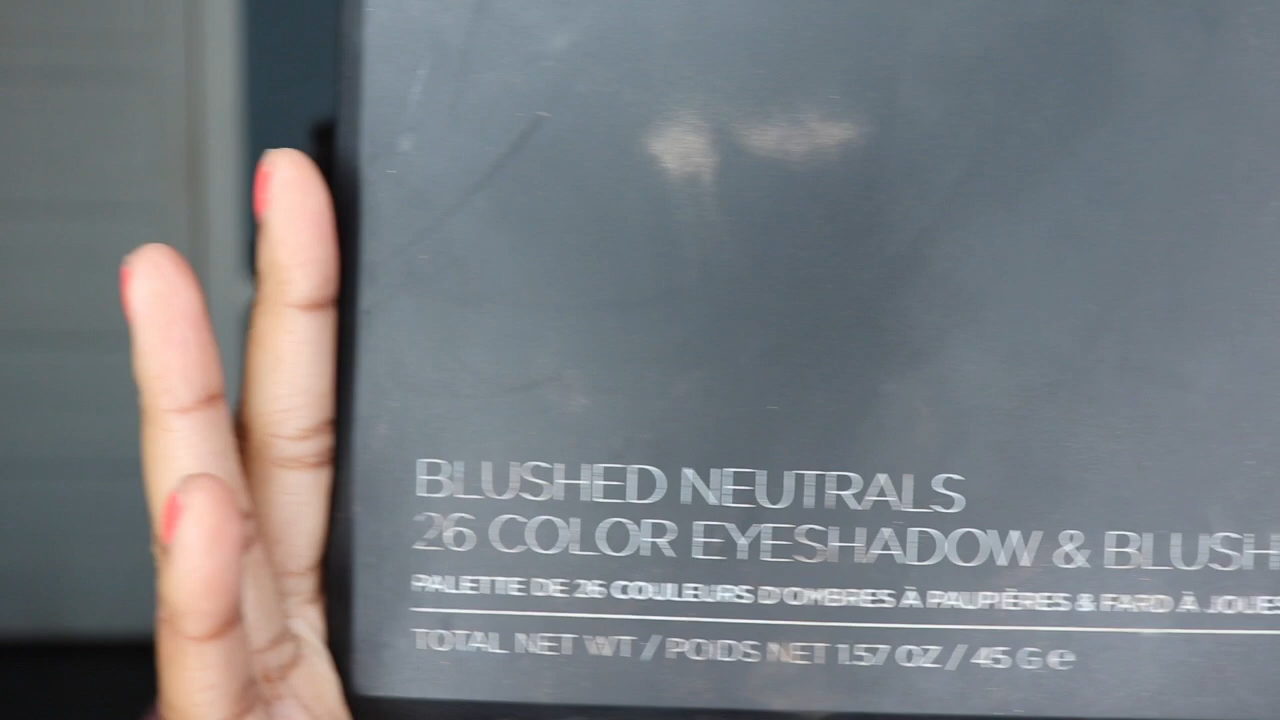 BLUSHED NEUTRALS
26 COLOR EYESHADOW & BLUSH
PALETTE DE 26 COULEURS D'OMBRES À PAUPIÈRES & FARD À JOUES
TOTAL NET WT / POIDS NET 1.57 OZ / 45 G e